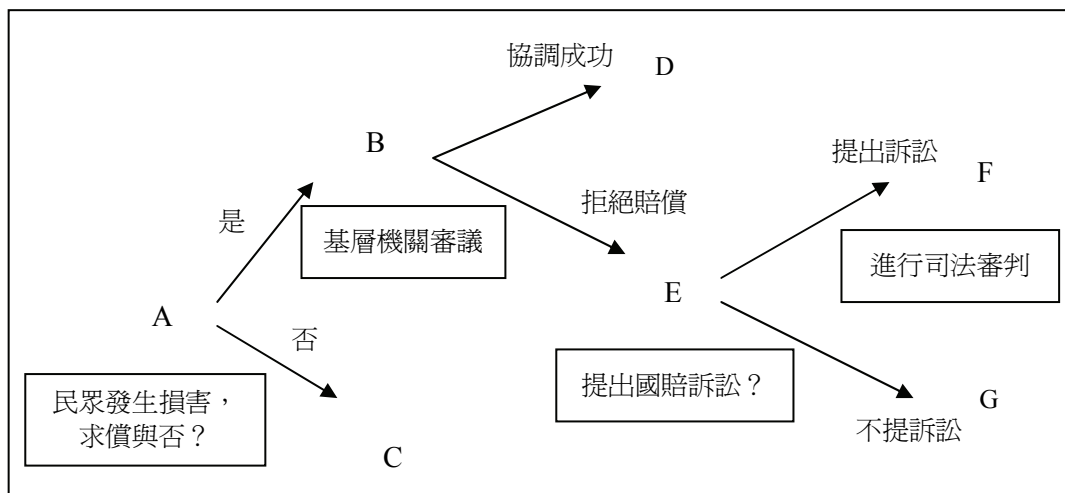 協調成功
D
B
提出訴訟
F
是
拒絕賠償
基層機關審議
進行司法審判
A
E
否
民眾發生損害，
求償與否？
提出國賠訴訟？
G
不提訴訟
C